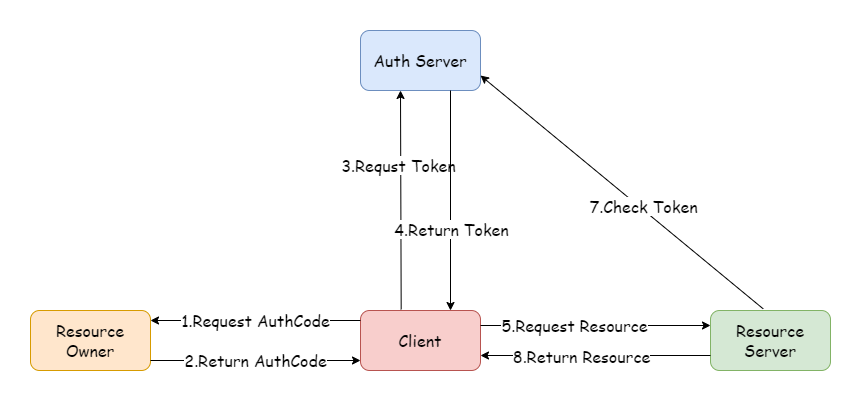 Auth Server
3.Requst Token
7.Check Token
4.Return Token
1.Request AuthCode
5.Request Resource
Resource
Owner
Client
Resource
Server
2.Return AuthCode
8.Return Resource